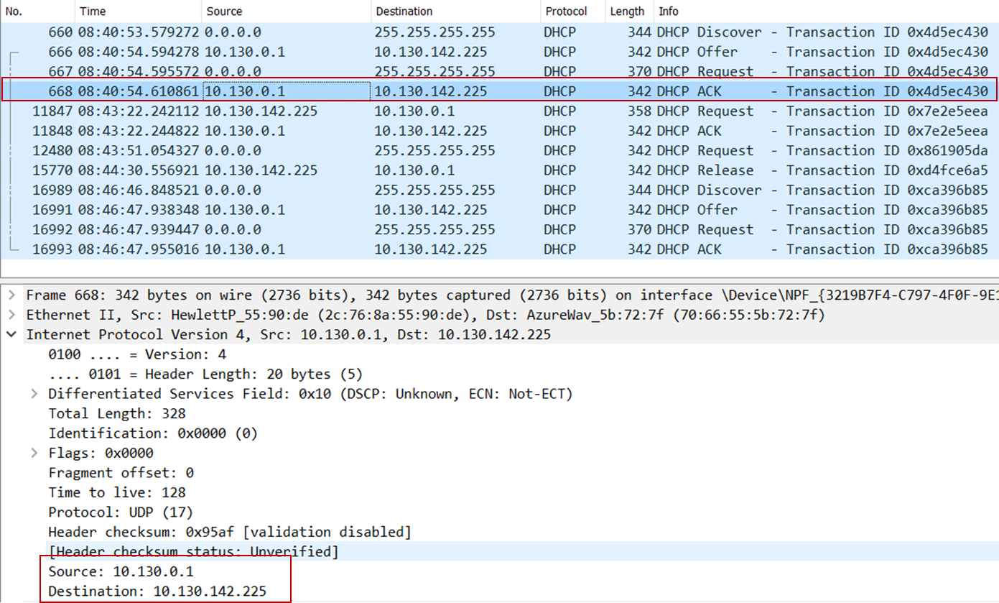 No. Time Source Destination Protocol Length Info
660 08:40:53.579272 0.0.0.0 255.255.255.255 DHCP 344 DHCP Discover - Transaction ID 0x4d5ec430
666 08:40:54.594278 10.130.0.1 10.130.142.225 DHCP 342 DHCP Offer - Transaction ID 0x4d5ec430
667 08:40:54.595572 0.0.0.0 255.255.255.255 DHCP 370 DHCP Request - Transaction ID 0x4d5ec430
668 08:40:54.610861 10.130.0.1 10.130.142.225 DHCP 342 DHCP ACK - Transaction ID 0x4d5ec430
11847 08:43:22.242112 10.130.142.225 10.130.0.1 DHCP 358 DHCP Request - Transaction ID 0x7e2e5eea
11848 08:43:22.244822 10.130.0.1 10.130.142.225 DHCP 342 DHCP ACK - Transaction ID 0x7e2e5eea
12480 08:43:51.054327 0.0.0.0 255.255.255.255 DHCP 342 DHCP Request - Transaction ID 0x861905da
15770 08:44:30.556921 10.130.142.225 10.130.0.1 DHCP 342 DHCP Release - Transaction ID 0xd4fce6a5
16989 08:46:46.848521 0.0.0.0 255.255.255.255 DHCP 344 DHCP Discover - Transaction ID 0xca396b85
16991 08:46:47.938348 10.130.0.1 10.130.142.225 DHCP 342 DHCP Offer - Transaction ID 0xca396b85
16992 08:46:47.939447 0.0.0.0 255.255.255.255 DHCP 370 DHCP Request - Transaction ID 0xca396b85
16993 08:46:47.955016 10.130.0.1 10.130.142.225 DHCP 342 DHCP ACK - Transaction ID 0xca396b85
Frame 668: 342 bytes on wire (2736 bits), 342 bytes captured (2736 bits) on interface \Device\NPF_{3219B7F4-C797-4F0F-9E1
Ethernet II, Src: HewlettP_55:90:de (2c:76:8a:55:90:de), Dst: AzureWav_5b:72:7f (70:66:55:5b:72:7f)
Internet Protocol Version 4, Src: 10.130.0.1, Dst: 10.130.142.225
0100 .... = Version: 4
.... 0101 = Header Length: 20 bytes (5)
Differentiated Services Field: 0x10 (DSCP: Unknown, ECN: Not-ECT)
Total Length: 328
Identification: 0x0000 (0)
Flags: 0x0000
Fragment offset: 0
Time to live: 128
Protocol: UDP (17)
Header checksum: 0x95af [validation disabled]
[Header checksum status: Unverified]
Source: 10.130.0.1
Destination: 10.130.142.225